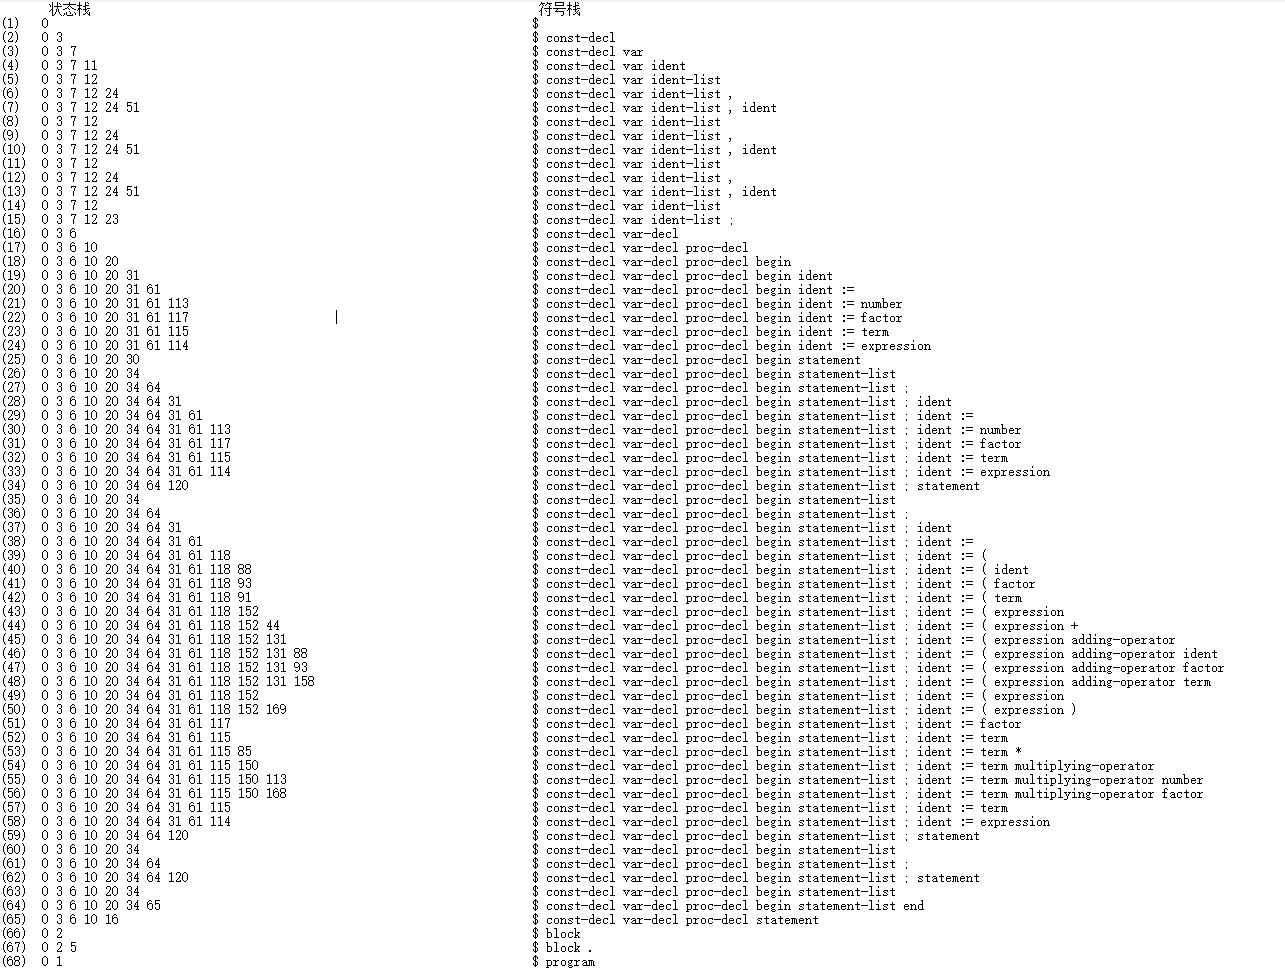 状态栈 符号栈
(1) 0 $
(2) 0 3 $ const-decl
(3) 0 3 7 $ const-decl var
(4) 0 3 7 11 $ const-decl var ident
(5) 0 3 7 12 $ const-decl var ident-list
(6) 0 3 7 12 24 $ const-decl var ident-list ,
(7) 0 3 7 12 24 51 $ const-decl var ident-list , ident
(8) 0 3 7 12 $ const-decl var ident-list
(9) 0 3 7 12 24 $ const-decl var ident-list ,
(10) 0 3 7 12 24 51 $ const-decl var ident-list , ident
(11) 0 3 7 12 $ const-decl var ident-list
(12) 0 3 7 12 24 $ const-decl var ident-list ,
(13) 0 3 7 12 24 51 $ const-decl var ident-list , ident
(14) 0 3 7 12 $ const-decl var ident-list
(15) 0 3 7 12 23 $ const-decl var ident-list ;
(16) 0 3 6 $ const-decl var-decl
(17) 0 3 6 10 $ const-decl var-decl proc-decl
(18) 0 3 6 10 20 $ const-decl var-decl proc-decl begin
(19) 0 3 6 10 20 31 $ const-decl var-decl proc-decl begin ident
(20) 0 3 6 10 20 31 61 $ const-decl var-decl proc-decl begin ident :=
(21) 0 3 6 10 20 31 61 113 $ const-decl var-decl proc-decl begin ident := number
(22) 0 3 6 10 20 31 61 117 $ const-decl var-decl proc-decl begin ident := factor
(23) 0 3 6 10 20 31 61 115 $ const-decl var-decl proc-decl begin ident := term
(24) 0 3 6 10 20 31 61 114 $ const-decl var-decl proc-decl begin ident := expression
(25) 0 3 6 10 20 30 $ const-decl var-decl proc-decl begin statement
(26) 0 3 6 10 20 34 $ const-decl var-decl proc-decl begin statement-list
(27) 0 3 6 10 20 34 64 $ const-decl var-decl proc-decl begin statement-list ;
(28) 0 3 6 10 20 34 64 31 $ const-decl var-decl proc-decl begin statement-list ; ident
(29) 0 3 6 10 20 34 64 31 61 $ const-decl var-decl proc-decl begin statement-list ; ident :=
(30) 0 3 6 10 20 34 64 31 61 113 $ const-decl var-decl proc-decl begin statement-list ; ident := number
(31) 0 3 6 10 20 34 64 31 61 117 $ const-decl var-decl proc-decl begin statement-list ; ident := factor
(32) 0 3 6 10 20 34 64 31 61 115 $ const-decl var-decl proc-decl begin statement-list ; ident := term
(33) 0 3 6 10 20 34 64 31 61 114 $ const-decl var-decl proc-decl begin statement-list ; ident := expression
(34) 0 3 6 10 20 34 64 120 $ const-decl var-decl proc-decl begin statement-list ; statement
(35) 0 3 6 10 20 34 $ const-decl var-decl proc-decl begin statement-list
(36) 0 3 6 10 20 34 64 $ const-decl var-decl proc-decl begin statement-list ;
(37) 0 3 6 10 20 34 64 31 $ const-decl var-decl proc-decl begin statement-list ; ident
(38) 0 3 6 10 20 34 64 31 61 $ const-decl var-decl proc-decl begin statement-list ; ident :=
(39) 0 3 6 10 20 34 64 31 61 118 $ const-decl var-decl proc-decl begin statement-list ; ident := (
(40) 0 3 6 10 20 34 64 31 61 118 88 $ const-decl var-decl proc-decl begin statement-list ; ident := ( ident
(41) 0 3 6 10 20 34 64 31 61 118 93 $ const-decl var-decl proc-decl begin statement-list ; ident := ( factor
(42) 0 3 6 10 20 34 64 31 61 118 91 $ const-decl var-decl proc-decl begin statement-list ; ident := ( term
(43) 0 3 6 10 20 34 64 31 61 118 152 $ const-decl var-decl proc-decl begin statement-list ; ident := ( expression
(44) 0 3 6 10 20 34 64 31 61 118 152 44 $ const-decl var-decl proc-decl begin statement-list ; ident := ( expression +
(45) 0 3 6 10 20 34 64 31 61 118 152 131 $ const-decl var-decl proc-decl begin statement-list ; ident := ( expression adding-operator
(46) 0 3 6 10 20 34 64 31 61 118 152 131 88 $ const-decl var-decl proc-decl begin statement-list ; ident := ( expression adding-operator ident
(47) 0 3 6 10 20 34 64 31 61 118 152 131 93 $ const-decl var-decl proc-decl begin statement-list ; ident := ( expression adding-operator factor
(48) 0 3 6 10 20 34 64 31 61 118 152 131 158 $ const-decl var-decl proc-decl begin statement-list ; ident := ( expression adding-operator term
(49) 0 3 6 10 20 34 64 31 61 118 152 $ const-decl var-decl proc-decl begin statement-list ; ident := ( expression
(50) 0 3 6 10 20 34 64 31 61 118 152 169 $ const-decl var-decl proc-decl begin statement-list ; ident := ( expression )
(51) 0 3 6 10 20 34 64 31 61 117 $ const-decl var-decl proc-decl begin statement-list ; ident := factor
(52) 0 3 6 10 20 34 64 31 61 115 $ const-decl var-decl proc-decl begin statement-list ; ident := term
(53) 0 3 6 10 20 34 64 31 61 115 85 $ const-decl var-decl proc-decl begin statement-list ; ident := term *
(54) 0 3 6 10 20 34 64 31 61 115 150 $ const-decl var-decl proc-decl begin statement-list ; ident := term multiplying-operator
(55) 0 3 6 10 20 34 64 31 61 115 150 113 $ const-decl var-decl proc-decl begin statement-list ; ident := term multiplying-operator number
(56) 0 3 6 10 20 34 64 31 61 115 150 168 $ const-decl var-decl proc-decl begin statement-list ; ident := term multiplying-operator factor
(57) 0 3 6 10 20 34 64 31 61 115 $ const-decl var-decl proc-decl begin statement-list ; ident := term
(58) 0 3 6 10 20 34 64 31 61 114 $ const-decl var-decl proc-decl begin statement-list ; ident := expression
(59) 0 3 6 10 20 34 64 120 $ const-decl var-decl proc-decl begin statement-list ; statement
(60) 0 3 6 10 20 34 $ const-decl var-decl proc-decl begin statement-list
(61) 0 3 6 10 20 34 64 $ const-decl var-decl proc-decl begin statement-list ;
(62) 0 3 6 10 20 34 64 120 $ const-decl var-decl proc-decl begin statement-list ; statement
(63) 0 3 6 10 20 34 $ const-decl var-decl proc-decl begin statement-list
(64) 0 3 6 10 20 34 65 $ const-decl var-decl proc-decl begin statement-list end
(65) 0 3 6 10 16 $ const-decl var-decl proc-decl statement
(66) 0 2 $ block
(67) 0 2 5 $ block .
(68) 0 1 $ program